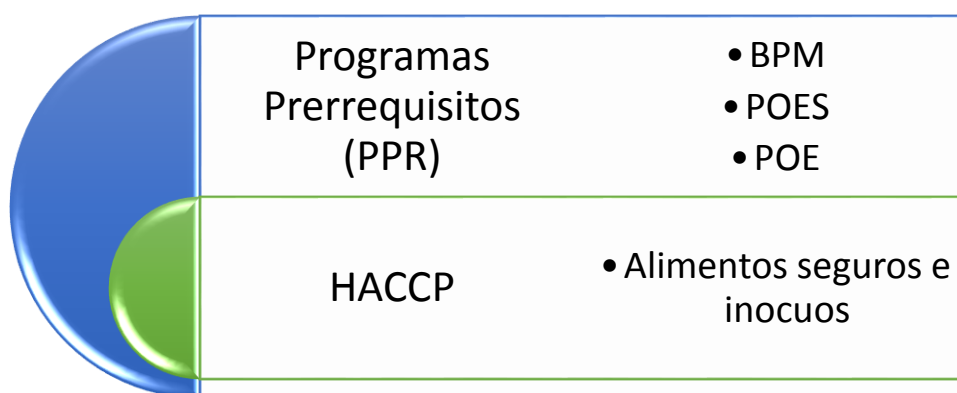 Programas
Prerrequisitos
(PPR)
•BPM
•POES
•POE
HACCP
•Alimentos seguros e
inocuos